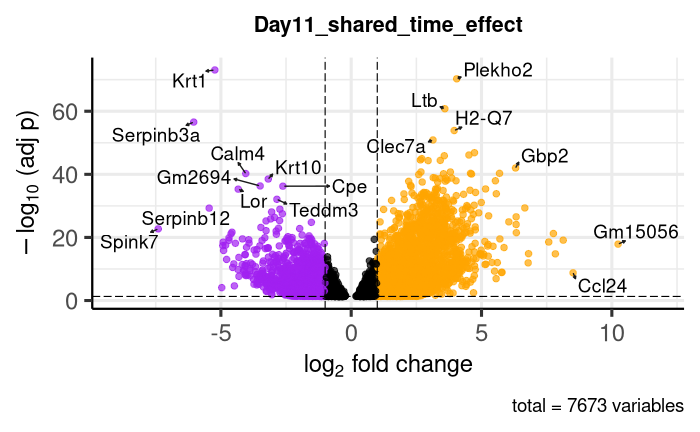 Day11_shared_time_effect
Plekho2
Krt1
Ltb
H2-Q7
Serpinb3a
Clec7a
Calm4
Gbp2
Krt10
Gm2694
Cpe
Lor
Teddm3
Serpinb12
Gm15056
Spink7
Ccl24
60
40
20
0
− log10 (adj p)
-5 0 5 10
log2 fold change
total = 7673 variables